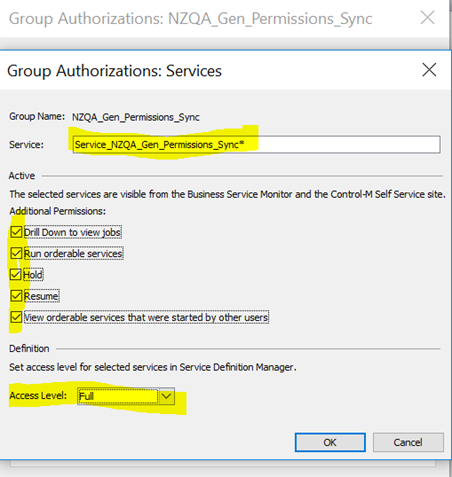 Group Authorizations: NZQA_Gen_Permissions_Sync
Group Authorizations: Services
Group Name: NZQA_Gen_Permissions_Sync
Service: Service_NZQA_Gen_Permissions_Sync*
Active
The selected services are visible from the Business Service Monitor and the Control-M Self Service site.
Additional Permissions:
Drill Down to view jobs
Run orderable services
Hold
Resume
View orderable services that were started by other users
Definition
Set access level for selected services in Service Definition Manager.
Access Level: Full
OK Cancel